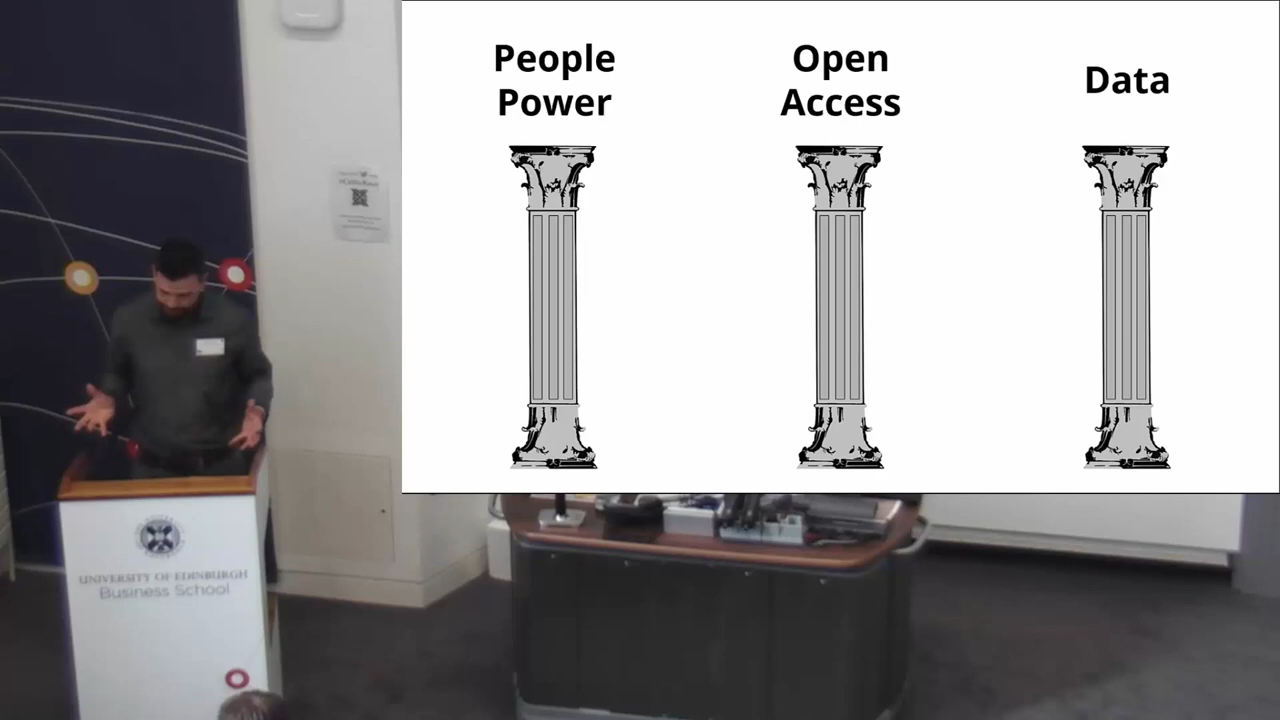 People
Power
Open
Access
Data
UNIVERSITY OF EDINBURGH
Business School